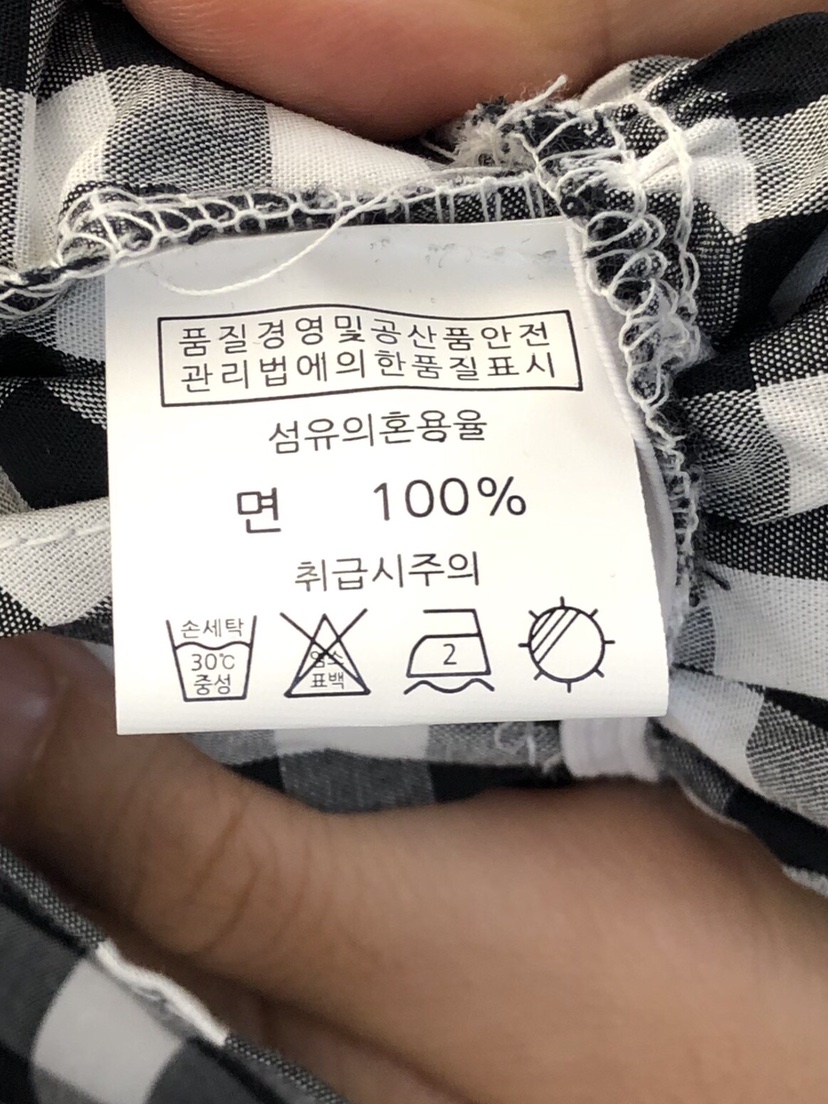 품질경영및공산품안전
관리법에의한품질표시
섬유의혼용율
면 100%
취급시주의
손세탁
30℃
중성
염소
표백
2